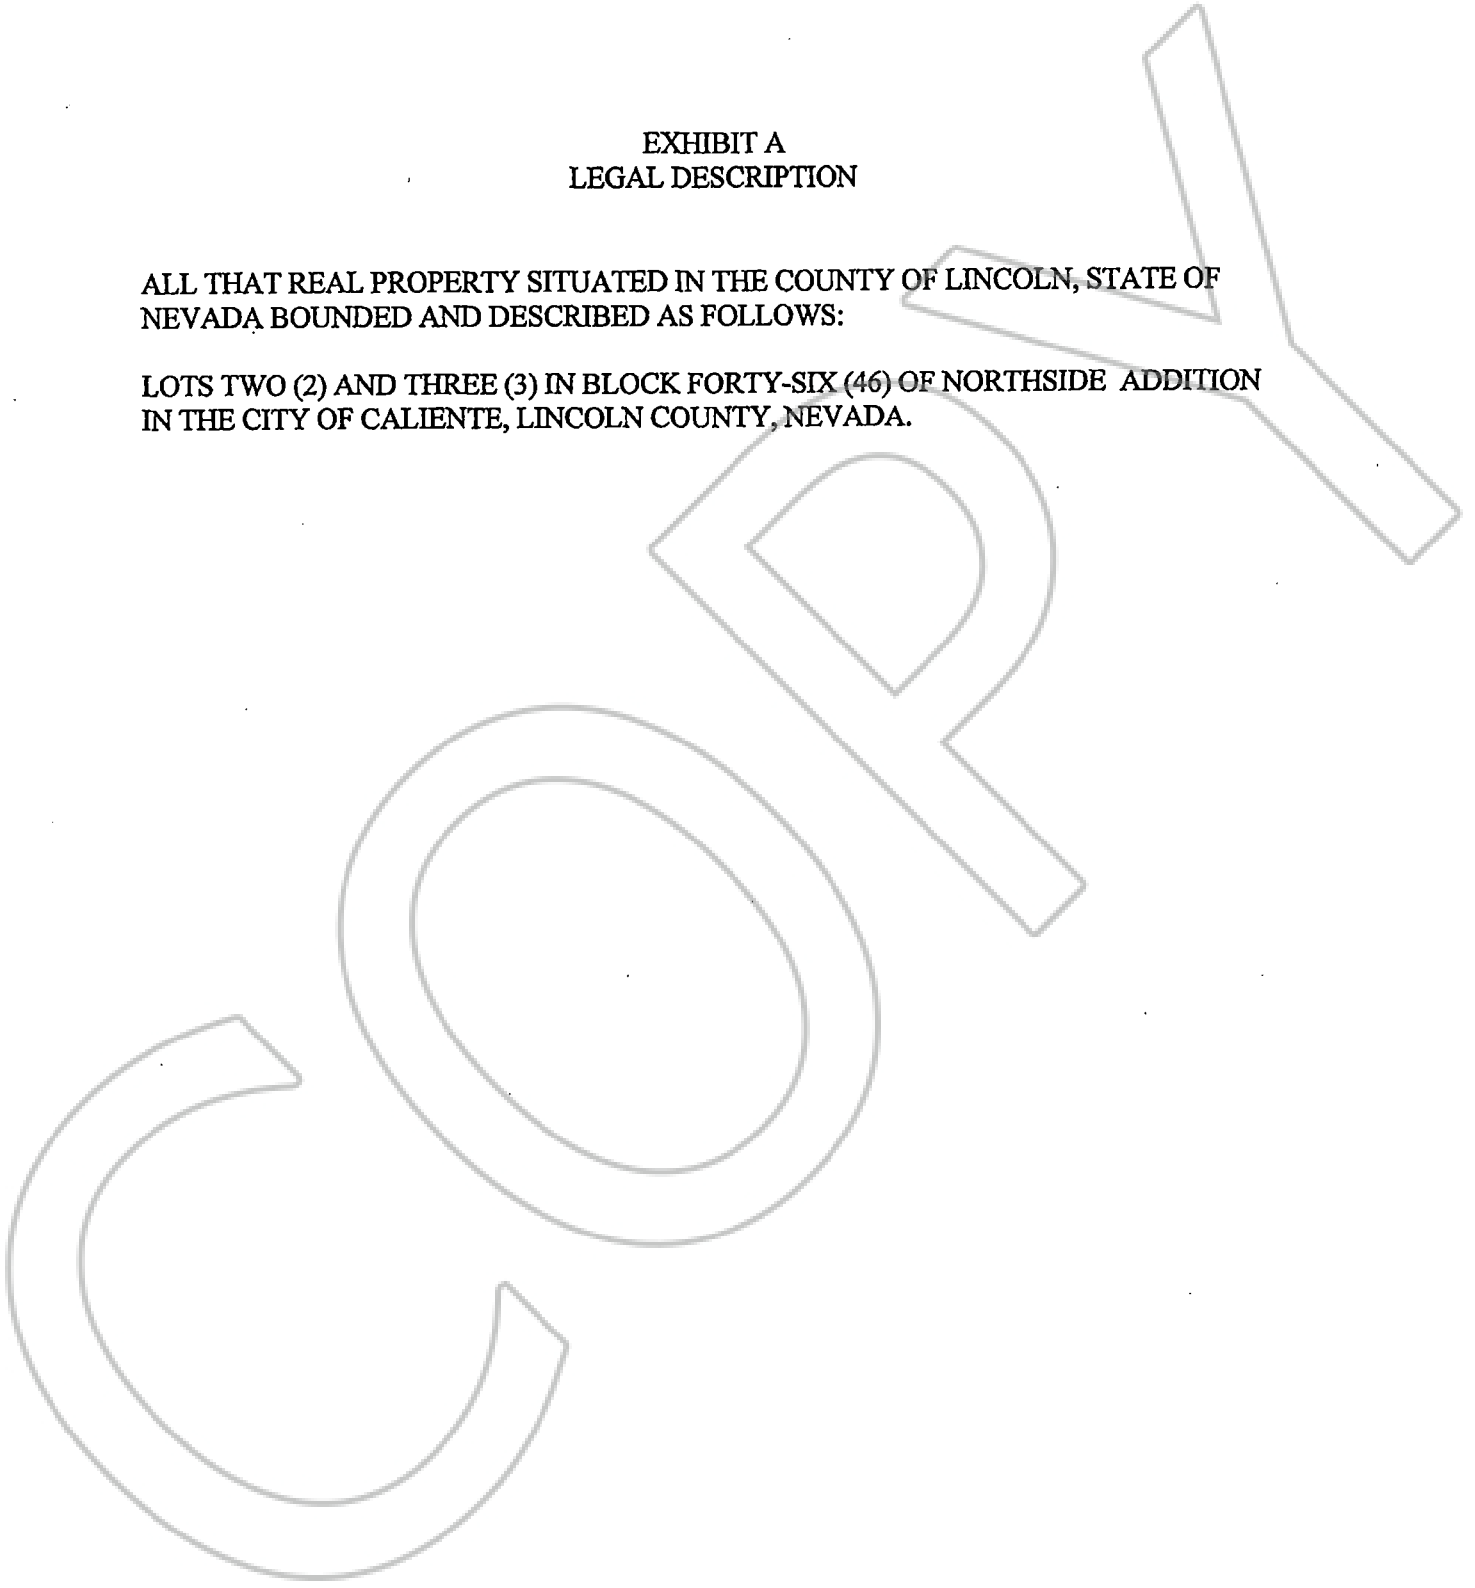 EXHIBIT A
LEGAL DESCRIPTION
ALL THAT REAL PROPERTY SITUATED IN THE COUNTY OF LINCOLN, STATE OF
NEVADA BOUNDED AND DESCRIBED AS FOLLOWS:
LOTS TWO (2) AND THREE (3) IN BLOCK FORTY-SIX (46) OF NORTHSIDE ADDITION
IN THE CITY OF CALIENTE, LINCOLN COUNTY, NEVADA.
COPY